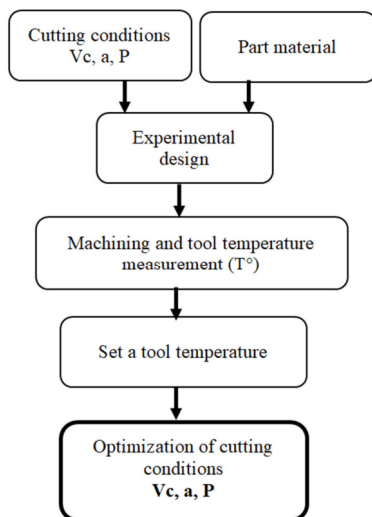 Cutting conditions
Vc, a, P
Part material
Experimental
design
Machining and tool temperature
measurement (T°)
Set a tool temperature
Optimization of cutting
conditions
Vc, a, P